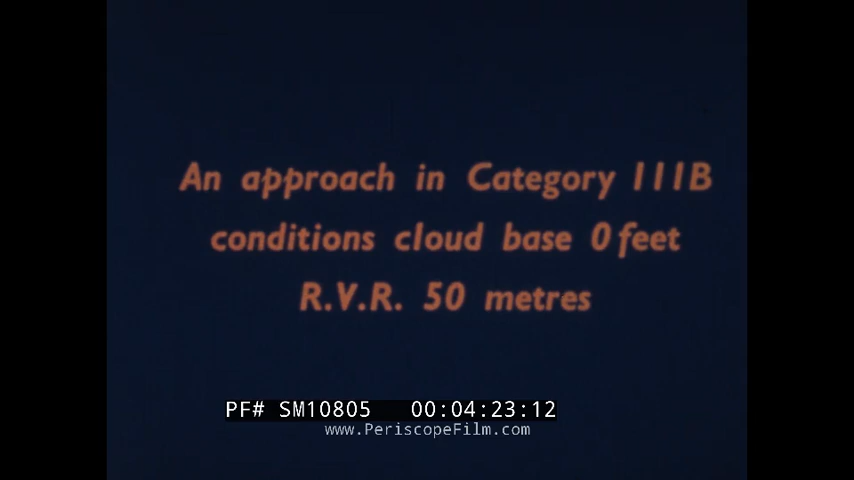 An approach in Category IIIB
conditions cloud base 0 feet
R.V.R. 50 metres
PF# SM10805 00:04:23:12
www.PeriscopeFilm.com